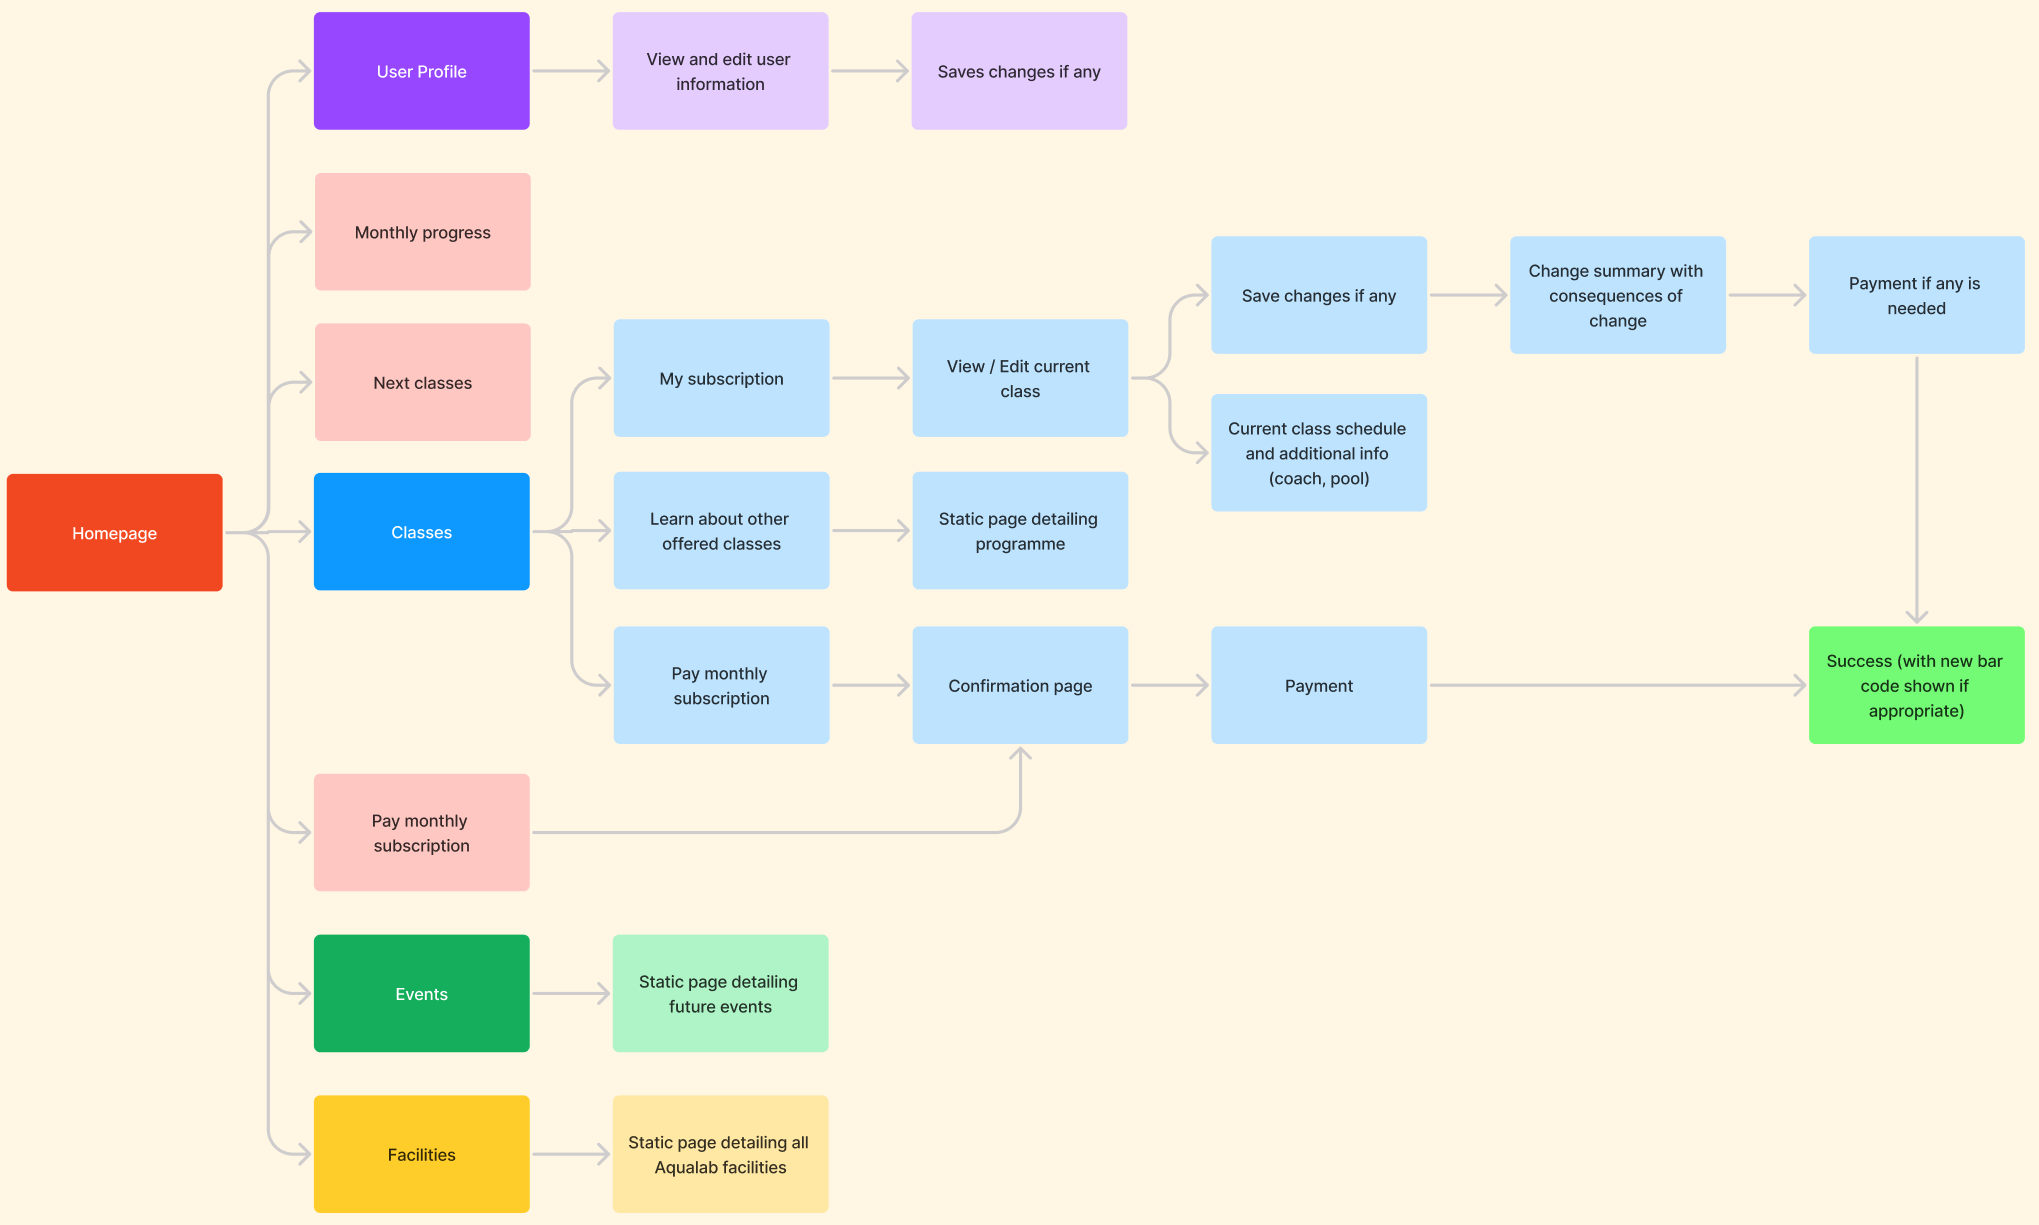 User Profile
View and edit user
information
Saves changes if any
Monthly progress
Next classes
Homepage
Classes
My subscription
View / Edit current
class
Save changes if any
Change summary with
consequences of
change
Payment if any is
needed
Current class schedule
and additional info
(coach, pool)
Learn about other
offered classes
Static page detailing
programme
Pay monthly
subscription
Confirmation page
Payment
Success (with new bar
code shown if
appropriate)
Pay monthly
subscription
Events
Static page detailing
future events
Facilities
Static page detailing all
Aqualab facilities